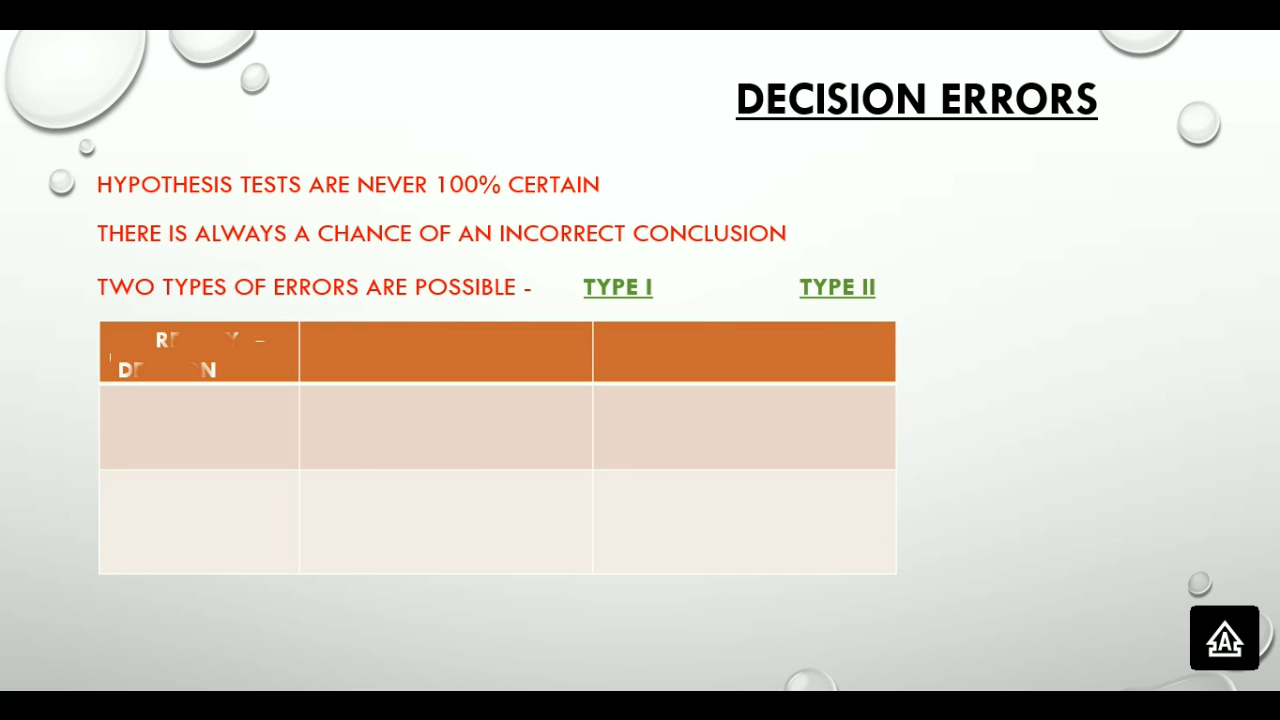 DECISION ERRORS
HYPOTHESIS TESTS ARE NEVER 100% CERTAIN
THERE IS ALWAYS A CHANCE OF AN INCORRECT CONCLUSION
TWO TYPES OF ERRORS ARE POSSIBLE - TYPE I TYPE II
A